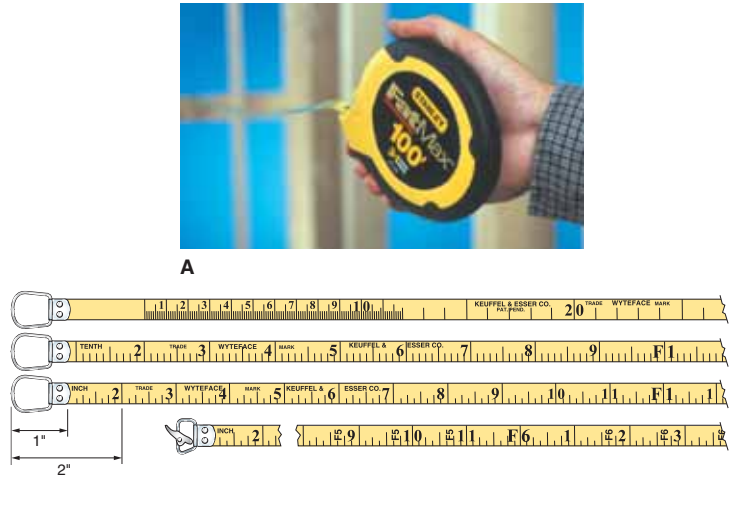 STANLEY
FatMax
100'
A
1 2 3 4 5 6 7 8 9 10 KEUFFEL & ESSER CO. PAT. PEND. 20 TRADE WYTEFACE MARK
TENTH 2 TRADE 3 WYTEFACE 4 MARK 5 KEUFFEL & 6 ESSER CO. 7 8 9 F1
INCH 2 TRADE 3 WYTEFACE 4 MARK 5 KEUFFEL & 6 ESSER CO. 7 8 9 10 11 F1 1
INCH 2 F5 9 F5 10 F5 11 F6 1 F6 2 F6 3 F6
1"
2"